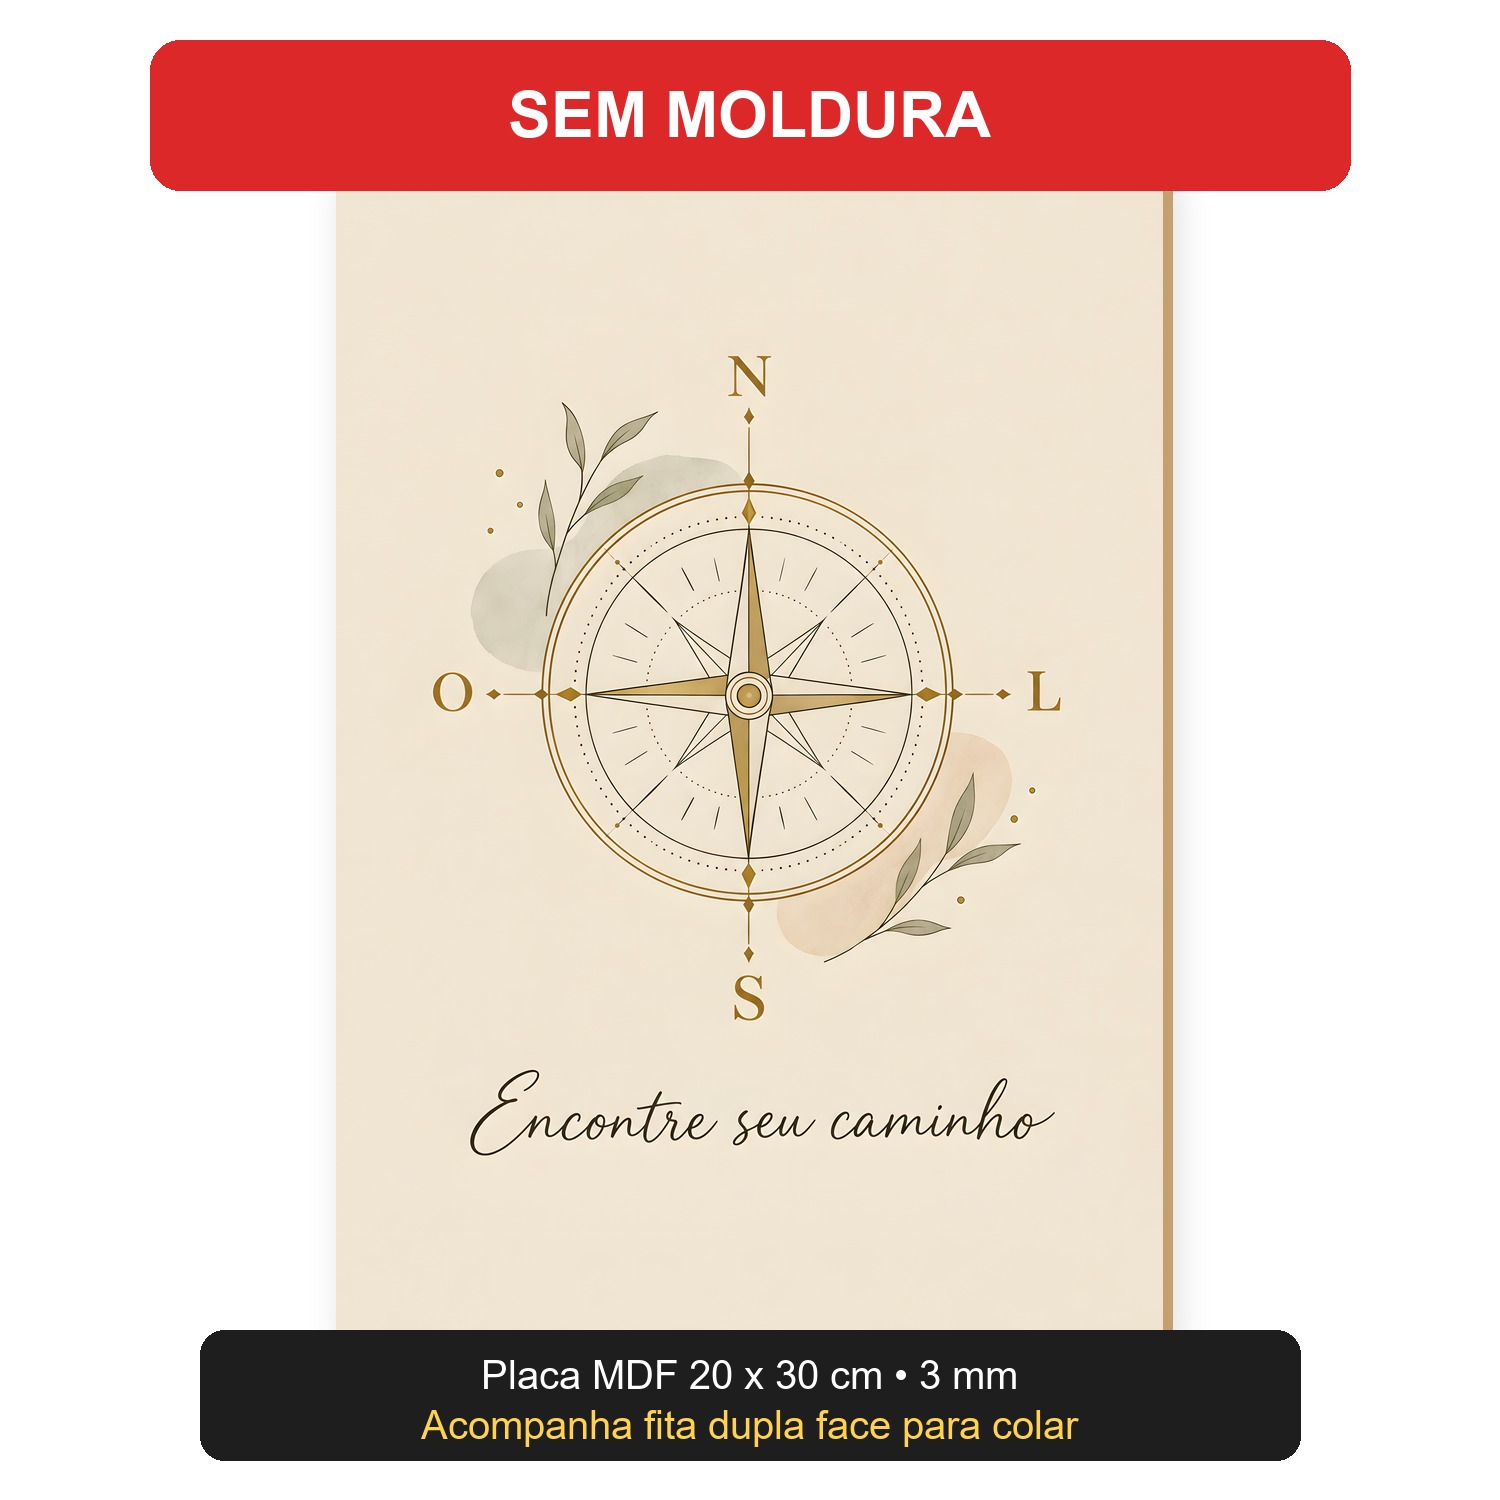 SEM MOLDURA
N
O
L
S
Encontre seu caminho
Placa MDF 20 x 30 cm • 3 mm
Acompanha fita dupla face para colar